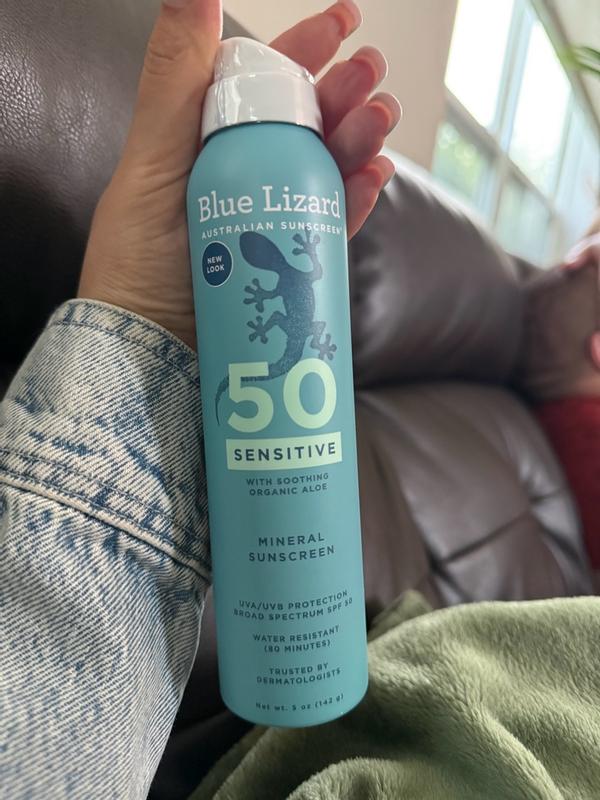 Blue Lizard
AUSTRALIAN SUNSCREEN®
NEW
LOOK
50
SENSITIVE
WITH SOOTHING
ORGANIC ALOE
MINERAL
SUNSCREEN
UVA/UVB PROTECTION
BROAD SPECTRUM SPF 50
WATER RESISTANT
(80 MINUTES)
TRUSTED BY
DERMATOLOGISTS
Net wt. 5 oz (142 g)